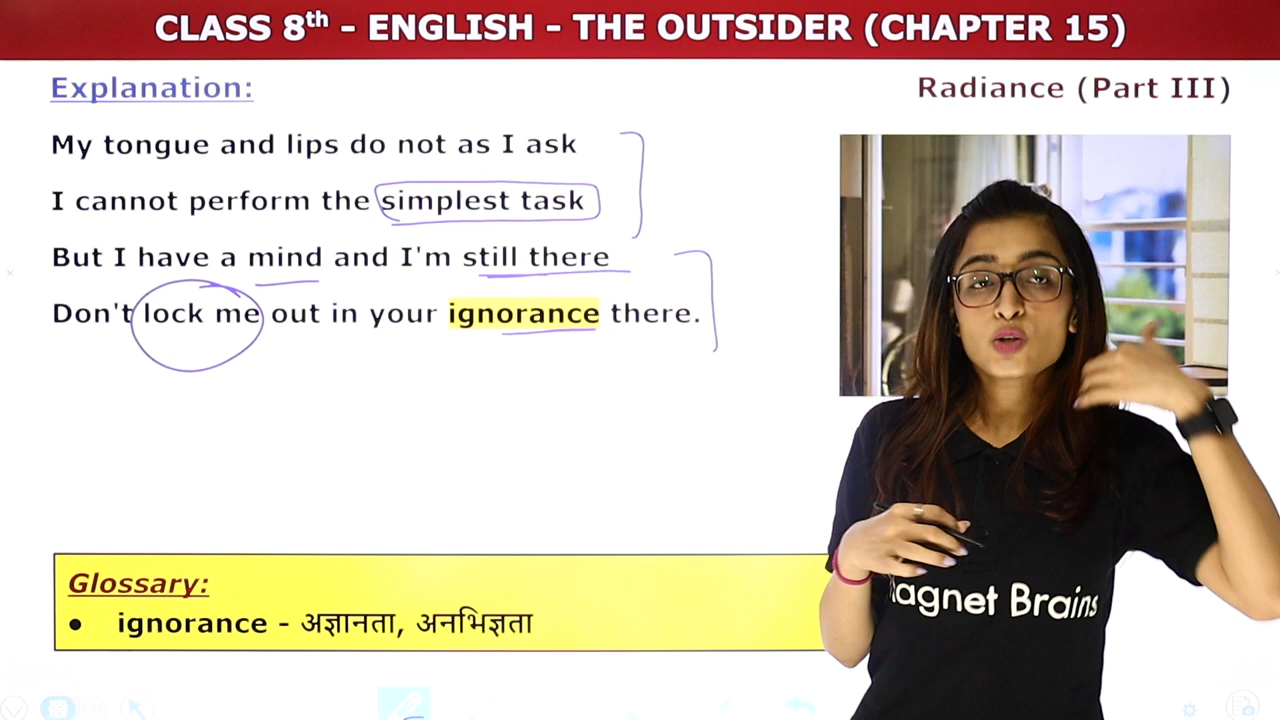 CLASS 8th - ENGLISH - THE OUTSIDER (CHAPTER 15)
Explanation:
Radiance (Part III)
My tongue and lips do not as I ask
I cannot perform the simplest task
But I have a mind and I'm still there
Don't lock me out in your ignorance there.
Glossary:
• ignorance - अज्ञानता, अनभिज्ञता
agnet Brains